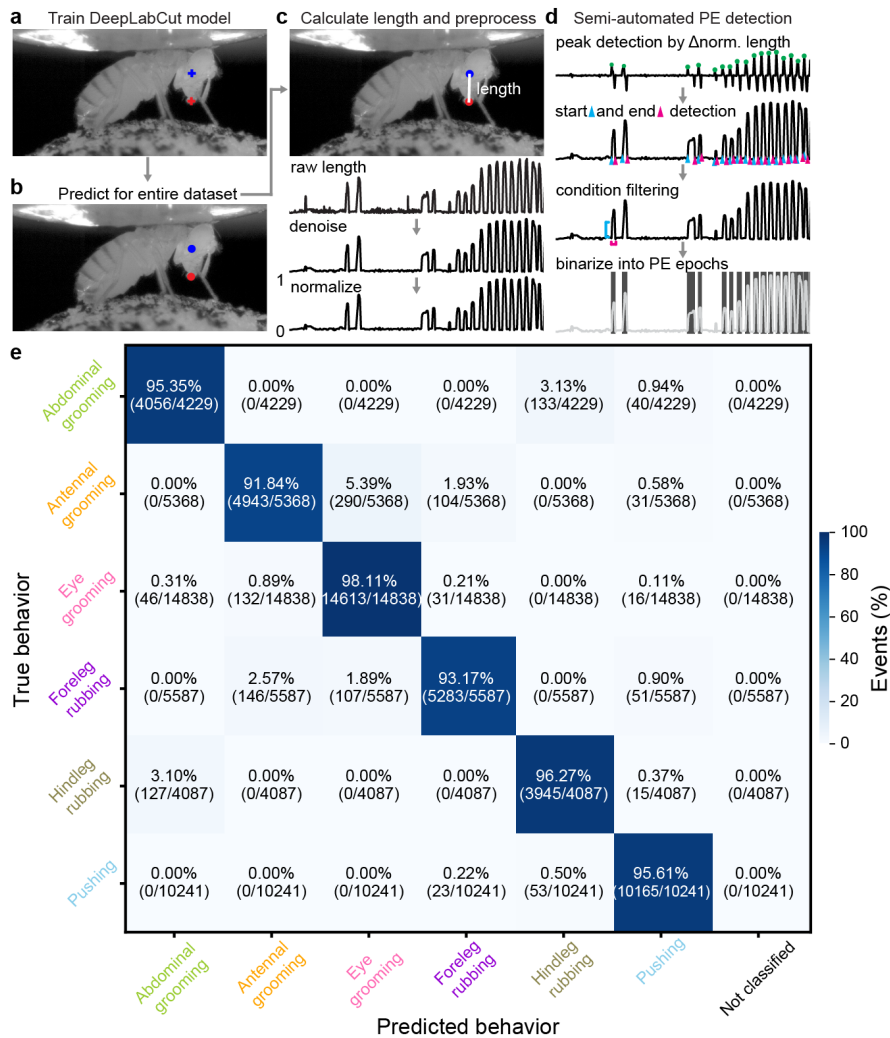 a Train DeepLabCut model
b Predict for entire dataset
c Calculate length and preprocess
length
raw length
denoise
normalize
1
0
d Semi-automated PE detection
peak detection by Δnorm. length
start and end detection
condition filtering
binarize into PE epochs
e
True behavior
Abdominal
grooming
95.35% 0.00% 0.00% 0.00% 3.13% 0.94% 0.00%
(4056/4229) (0/4229) (0/4229) (0/4229) (133/4229) (40/4229) (0/4229)
Antennal
grooming
0.00% 91.84% 5.39% 1.93% 0.00% 0.58% 0.00%
(0/5368) (4943/5368) (290/5368) (104/5368) (0/5368) (31/5368) (0/5368)
Eye
grooming
0.31% 0.89% 98.11% 0.21% 0.00% 0.11% 0.00%
(46/14838) (132/14838) 14613/14838) (31/14838) (0/14838) (16/14838) (0/14838)
Foreleg
rubbing
0.00% 2.57% 1.89% 93.17% 0.00% 0.90% 0.00%
(0/5587) (146/5587) (107/5587) (5283/5587) (0/5587) (51/5587) (0/5587)
Hindleg
rubbing
3.10% 0.00% 0.00% 0.00% 96.27% 0.37% 0.00%
(127/4087) (0/4087) (0/4087) (0/4087) (3945/4087) (15/4087) (0/4087)
Pushing
0.00% 0.00% 0.00% 0.22% 0.50% 95.61% 0.00%
(0/10241) (0/10241) (0/10241) (23/10241) (53/10241) (10165/10241) (0/10241)
Abdominal
grooming
Antennal
grooming
Eye
grooming
Foreleg
rubbing
Hindleg
rubbing
Pushing
Not classified
Predicted behavior
100
80
60
40
20
0
Events (%)